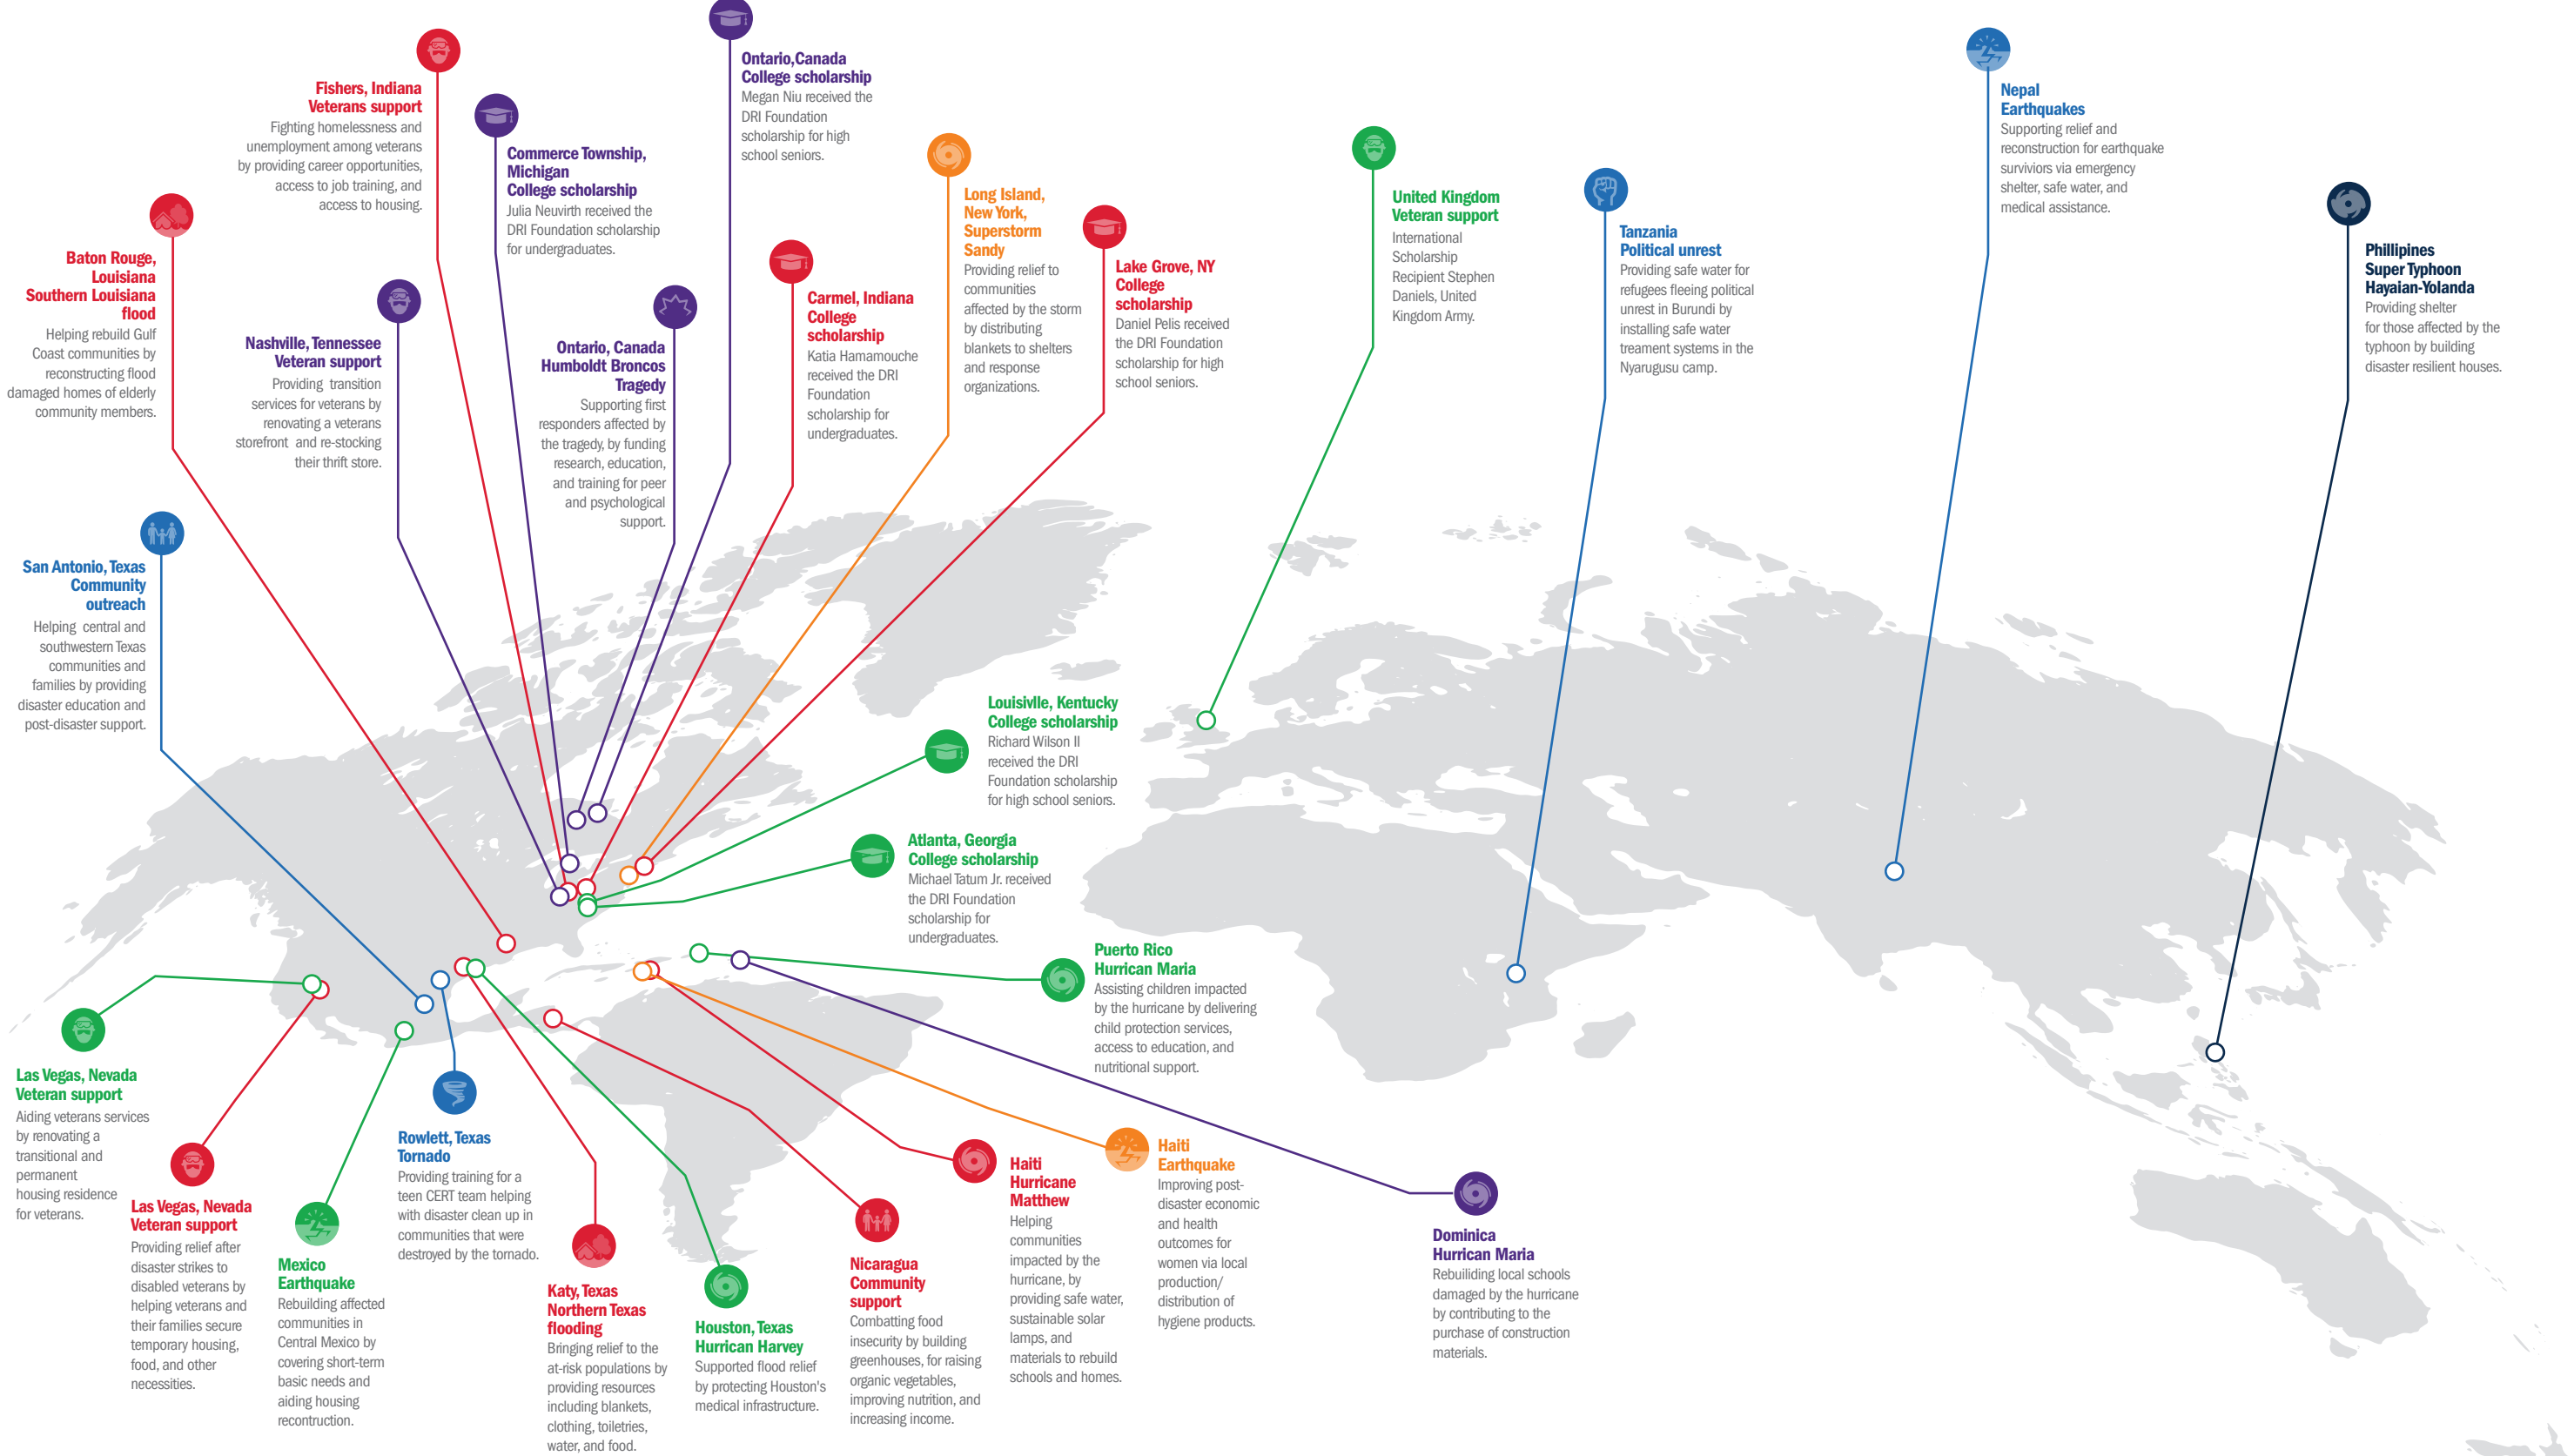 Ontario,Canada
College scholarship
Megan Niu received the
DRI Foundation
scholarship for high
school seniors.
Fishers, Indiana
Veterans support
Fighting homelessness and
unemployment among veterans
by providing career opportunities,
access to job training, and
access to housing.
Commerce Township,
Michigan
College scholarship
Julia Neuvirth received the
DRI Foundation scholarship
for undergraduates.
Nepal
Earthquakes
Supporting relief and
reconstruction for earthquake
surviviors via emergency
shelter, safe water, and
medical assistance.
Long Island,
New York,
Superstorm
Sandy
Providing relief to
communities
affected by the storm
by distributing
blankets to shelters
and response
organizations.
United Kingdom
Veteran support
International
Scholarship
Recipient Stephen
Daniels, United
Kingdom Army.
Tanzania
Political unrest
Providing safe water for
refugees fleeing political
unrest in Burundi by
installing safe water
treament systems in the
Nyarugusu camp.
Phillipines
Super Typhoon
Hayaian-Yolanda
Providing shelter
for those affected by the
typhoon by building
disaster resilient houses.
Baton Rouge,
Louisiana
Southern Louisiana
flood
Helping rebuild Gulf
Coast communities by
reconstructing flood
damaged homes of elderly
community members.
Nashville, Tennessee
Veteran support
Providing transition
services for veterans by
renovating a veterans
storefront and re-stocking
their thrift store.
Ontario, Canada
Humboldt Broncos
Tragedy
Supporting first
responders affected by
the tragedy, by funding
research, education,
and training for peer
and psychological
support.
Carmel, Indiana
College
scholarship
Katia Hamamouche
received the DRI
Foundation
scholarship for
undergraduates.
Lake Grove, NY
College
scholarship
Daniel Pelis received
the DRI Foundation
scholarship for high
school seniors.
San Antonio, Texas
Community
outreach
Helping central and
southwestern Texas
communities and
families by providing
disaster education and
post-disaster support.
Louisivlle, Kentucky
College scholarship
Richard Wilson II
received the DRI
Foundation scholarship
for high school seniors.
Atlanta, Georgia
College scholarship
Michael Tatum Jr. received
the DRI Foundation
scholarship for
undergraduates.
Puerto Rico
Hurrican Maria
Assisting children impacted
by the hurricane by delivering
child protection services,
access to education, and
nutritional support.
Las Vegas, Nevada
Veteran support
Aiding veterans services
by renovating a
transitional and
permanent
housing residence
for veterans.
Las Vegas, Nevada
Veteran support
Providing relief after
disaster strikes to
disabled veterans by
helping veterans and
their families secure
temporary housing,
food, and other
necessities.
Mexico
Earthquake
Rebuilding affected
communities in
Central Mexico by
covering short-term
basic needs and
aiding housing
recontruction.
Rowlett, Texas
Tornado
Providing training for a
teen CERT team helping
with disaster clean up in
communities that were
destroyed by the tornado.
Katy, Texas
Northern Texas
flooding
Bringing relief to the
at-risk populations by
providing resources
including blankets,
clothing, toiletries,
water, and food.
Houston, Texas
Hurrican Harvey
Supported flood relief
by protecting Houston's
medical infrastructure.
Nicaragua
Community
support
Combatting food
insecurity by building
greenhouses, for raising
organic vegetables,
improving nutrition, and
increasing income.
Haiti
Hurricane
Matthew
Helping
communities
impacted by the
hurricane, by
providing safe water,
sustainable solar
lamps, and
materials to rebuild
schools and homes.
Haiti
Earthquake
Improving post-
disaster economic
and health
outcomes for
women via local
production/
distribution of
hygiene products.
Dominica
Hurrican Maria
Rebuiliding local schools
damaged by the hurricane
by contributing to the
purchase of construction
materials.